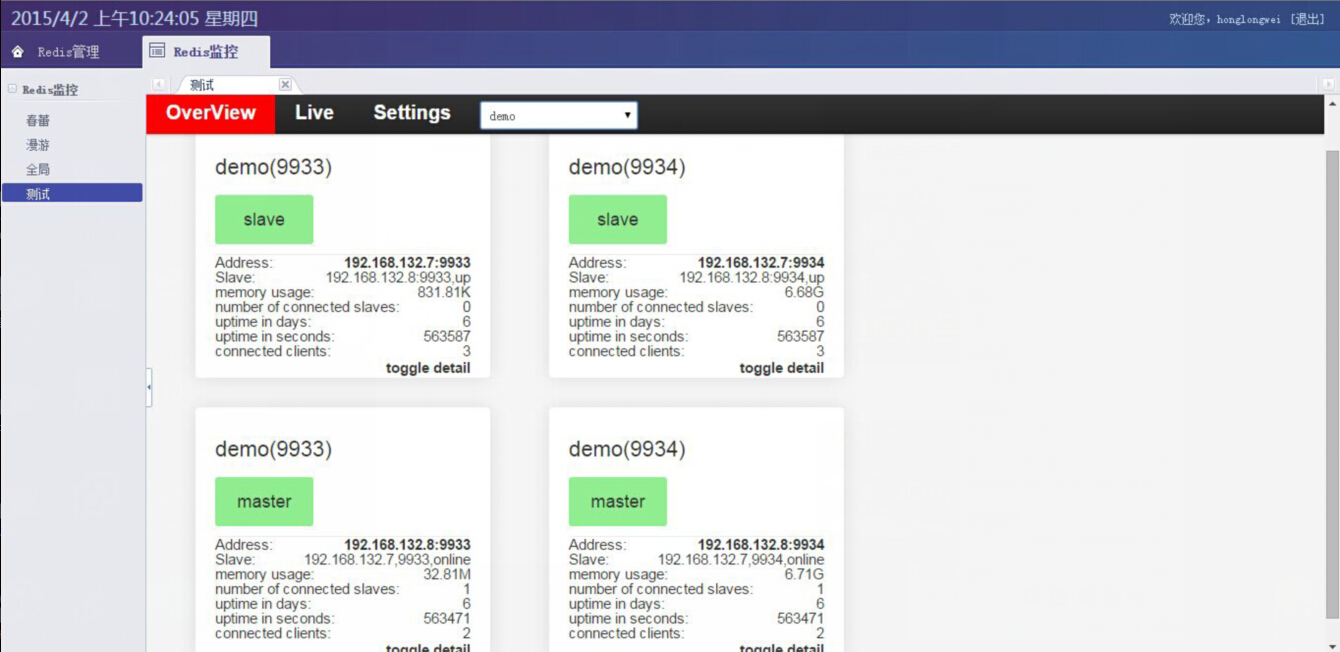 2015/4/2 上午10:24:05 星期四
欢迎您，honglongwei [退出]
Redis管理
Redis监控
Redis监控
春蕾
漫游
全局
测试
测试
OverView Live Settings demo
demo(9933)
slave
Address: 192.168.132.7:9933
Slave: 192.168.132.8:9933,up
memory usage: 831.81K
number of connected slaves: 0
uptime in days: 6
uptime in seconds: 563587
connected clients: 3
toggle detail
demo(9934)
slave
Address: 192.168.132.7:9934
Slave: 192.168.132.8:9934,up
memory usage: 6.68G
number of connected slaves: 0
uptime in days: 6
uptime in seconds: 563587
connected clients: 3
toggle detail
demo(9933)
master
Address: 192.168.132.8:9933
Slave: 192.168.132.7,9933,online
memory usage: 32.81M
number of connected slaves: 1
uptime in days: 6
uptime in seconds: 563471
connected clients: 2
toggle detail
demo(9934)
master
Address: 192.168.132.8:9934
Slave: 192.168.132.7,9934,online
memory usage: 6.71G
number of connected slaves: 1
uptime in days: 6
uptime in seconds: 563471
connected clients: 2
toggle detail